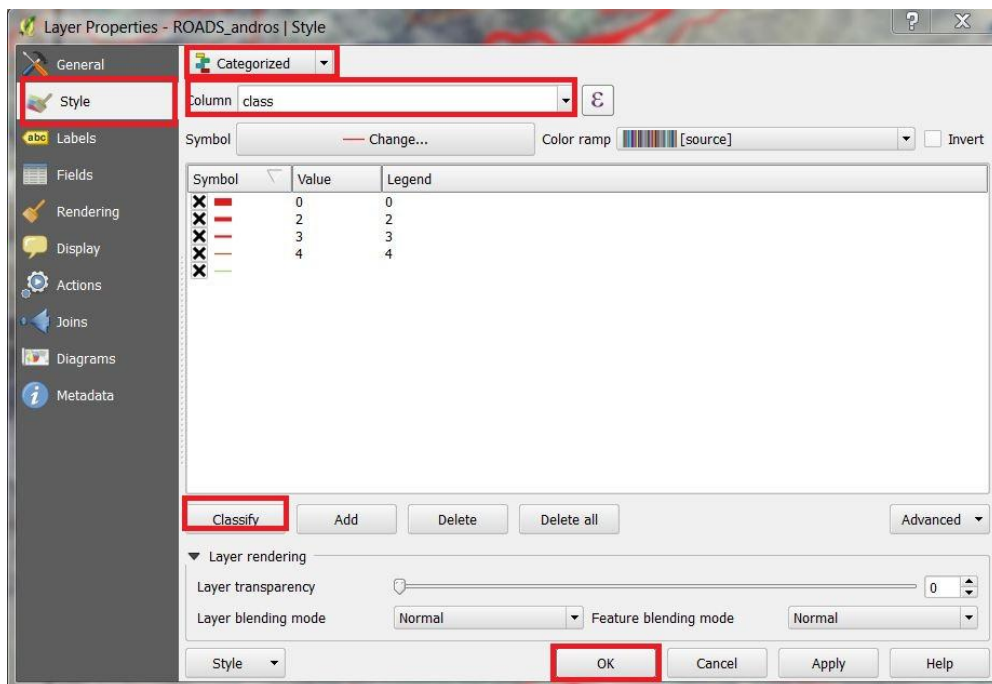 Layer Properties - ROADS_andros | Style
? X
General
Style
abc Labels
Fields
Rendering
Display
Actions
Joins
Diagrams
i Metadata
Categorized
Column class ε
Symbol Change... Color ramp [source] Invert
Symbol Value Legend
0 0
2 2
3 3
4 4
Classify Add Delete Delete all Advanced
Layer rendering
Layer transparency 0
Layer blending mode Normal Feature blending mode Normal
Style OK Cancel Apply Help